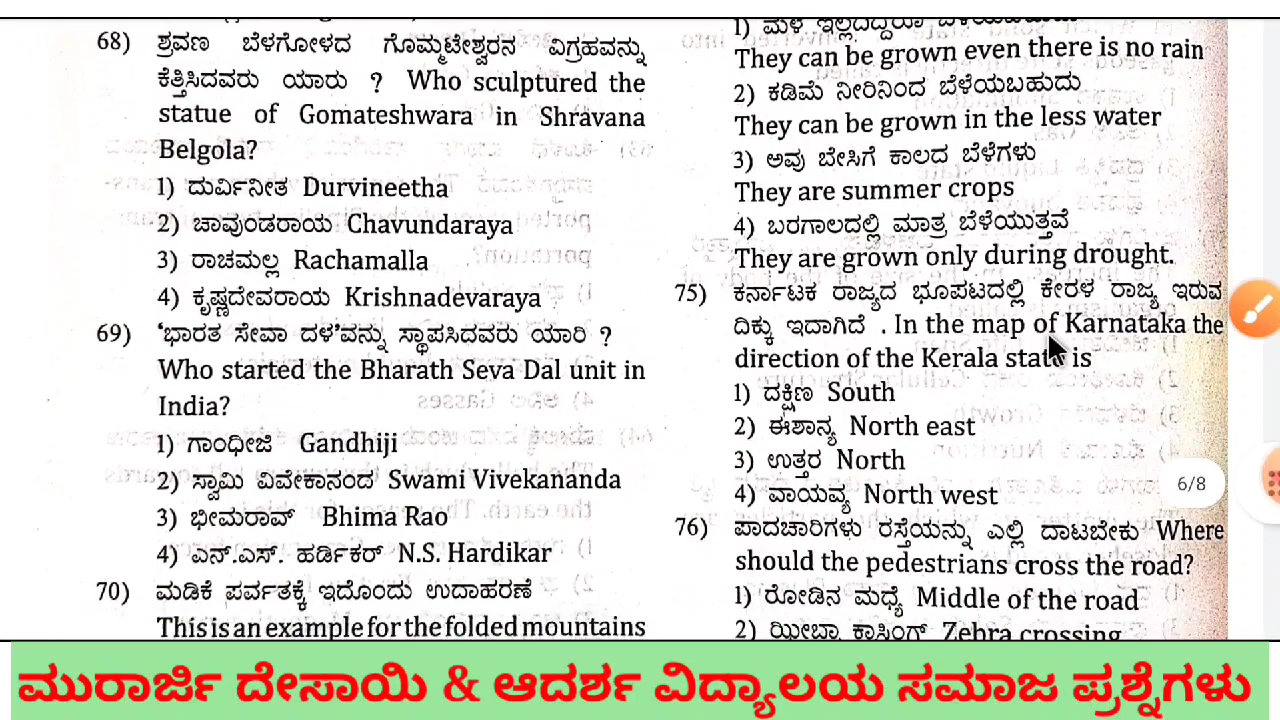 68) ಶ್ರವಣ ಬೆಳಗೋಳದ ಗೊಮ್ಮಟೇಶ್ವರನ ವಿಗ್ರಹವನ್ನು
ಕೆತ್ತಿಸಿದವರು ಯಾರು ? Who sculptured the
statue of Gomateshwara in Shravana
Belgola?
1) ದುರ್ವಿನೀತ Durvineetha
2) ಚಾವುಂಡರಾಯ Chavundaraya
3) ರಾಚಮಲ್ಲ Rachamalla
4) ಕೃಷ್ಣದೇವರಾಯ Krishnadevaraya
69) 'ಭಾರತ ಸೇವಾ ದಳ'ವನ್ನು ಸ್ಥಾಪಸಿದವರು ಯಾರಿ ?
Who started the Bharath Seva Dal unit in
India?
1) ಗಾಂಧೀಜಿ Gandhiji
2) ಸ್ವಾಮಿ ವಿವೇಕಾನಂದ Swami Vivekananda
3) ಭೀಮರಾವ್ Bhima Rao
4) ಎನ್.ಎಸ್. ಹರ್ಡಿಕರ್ N.S. Hardikar
70) ಮಡಿಕೆ ಪರ್ವತಕ್ಕೆ ಇದೊಂದು ಉದಾಹರಣೆ
This is an example for the folded mountains
1) ಮಳೆ ಇಲ್ಲದಿದ್ದರೂ
They can be grown even there is no rain
2) ಕಡಿಮೆ ನೀರಿನಿಂದ ಬೆಳೆಯಬಹುದು
They can be grown in the less water
3) ಅವು ಬೇಸಿಗೆ ಕಾಲದ ಬೆಳೆಗಳು
They are summer crops
4) ಬರಗಾಲದಲ್ಲಿ ಮಾತ್ರ ಬೆಳೆಯುತ್ತವೆ
They are grown only during drought.
75) ಕರ್ನಾಟಕ ರಾಜ್ಯದ ಭೂಪಟದಲ್ಲಿ ಕೇರಳ ರಾಜ್ಯ ಇರುವ
ದಿಕ್ಕು ಇದಾಗಿದೆ . In the map of Karnataka the
direction of the Kerala state is
1) ದಕ್ಷಿಣ South
2) ಈಶಾನ್ಯ North east
3) ಉತ್ತರ North
4) ವಾಯವ್ಯ North west
6/8
76) ಪಾದಚಾರಿಗಳು ರಸ್ತೆಯನ್ನು ಎಲ್ಲಿ ದಾಟಬೇಕು Where
should the pedestrians cross the road?
1) ರೋಡಿನ ಮಧ್ಯೆ Middle of the road
2) ಝೀಬ್ರಾ ಕ್ರಾಸಿಂಗ್ Zebra crossing
ಮುರಾರ್ಜಿ ದೇಸಾಯಿ & ಆದರ್ಶ ವಿದ್ಯಾಲಯ ಸಮಾಜ ಪ್ರಶ್ನೆಗಳು